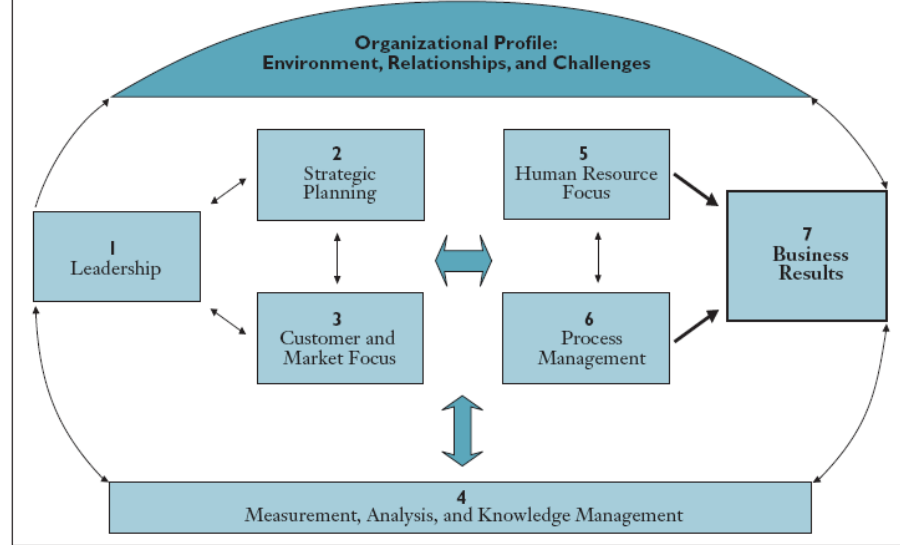 Organizational Profile:
Environment, Relationships, and Challenges
2
Strategic
Planning
5
Human Resource
Focus
1
Leadership
7
Business
Results
3
Customer and
Market Focus
6
Process
Management
4
Measurement, Analysis, and Knowledge Management